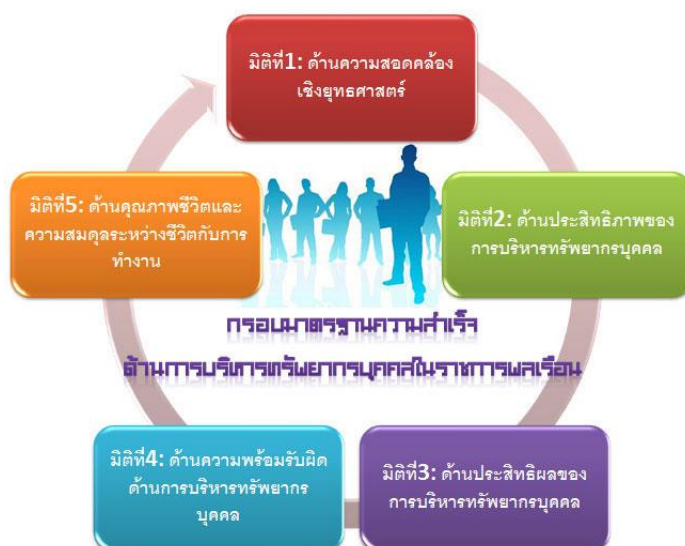 มิติที่1: ด้านความสอดคล้อง
เชิงยุทธศาสตร์
มิติที่2: ด้านประสิทธิภาพของ
การบริหารทรัพยากรบุคคล
มิติที่3: ด้านประสิทธิผลของ
การบริหารทรัพยากรบุคคล
มิติที่4: ด้านความพร้อมรับผิด
ด้านการบริหารทรัพยากร
บุคคล
มิติที่5: ด้านคุณภาพชีวิตและ
ความสมดุลระหว่างชีวิตกับการ
ทำงาน
กรอบมาตรฐานความสำเร็จ
ด้านการบริหารทรัพยากรบุคคลในราชการพลเรือน